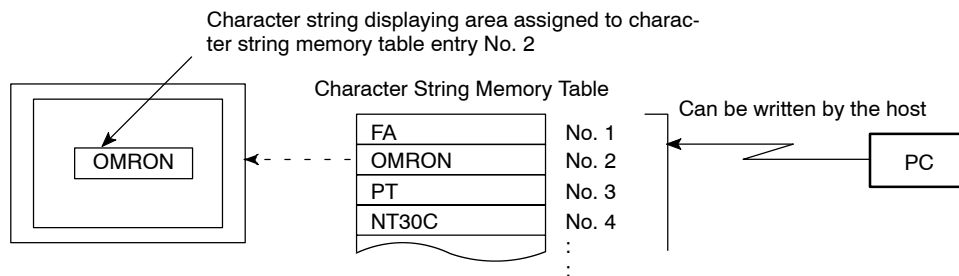 Character string displaying area assigned to charac-
ter string memory table entry No. 2
Character String Memory Table
Can be written by the host
FA No. 1
OMRON OMRON No. 2 PC
PT No. 3
NT30C No. 4